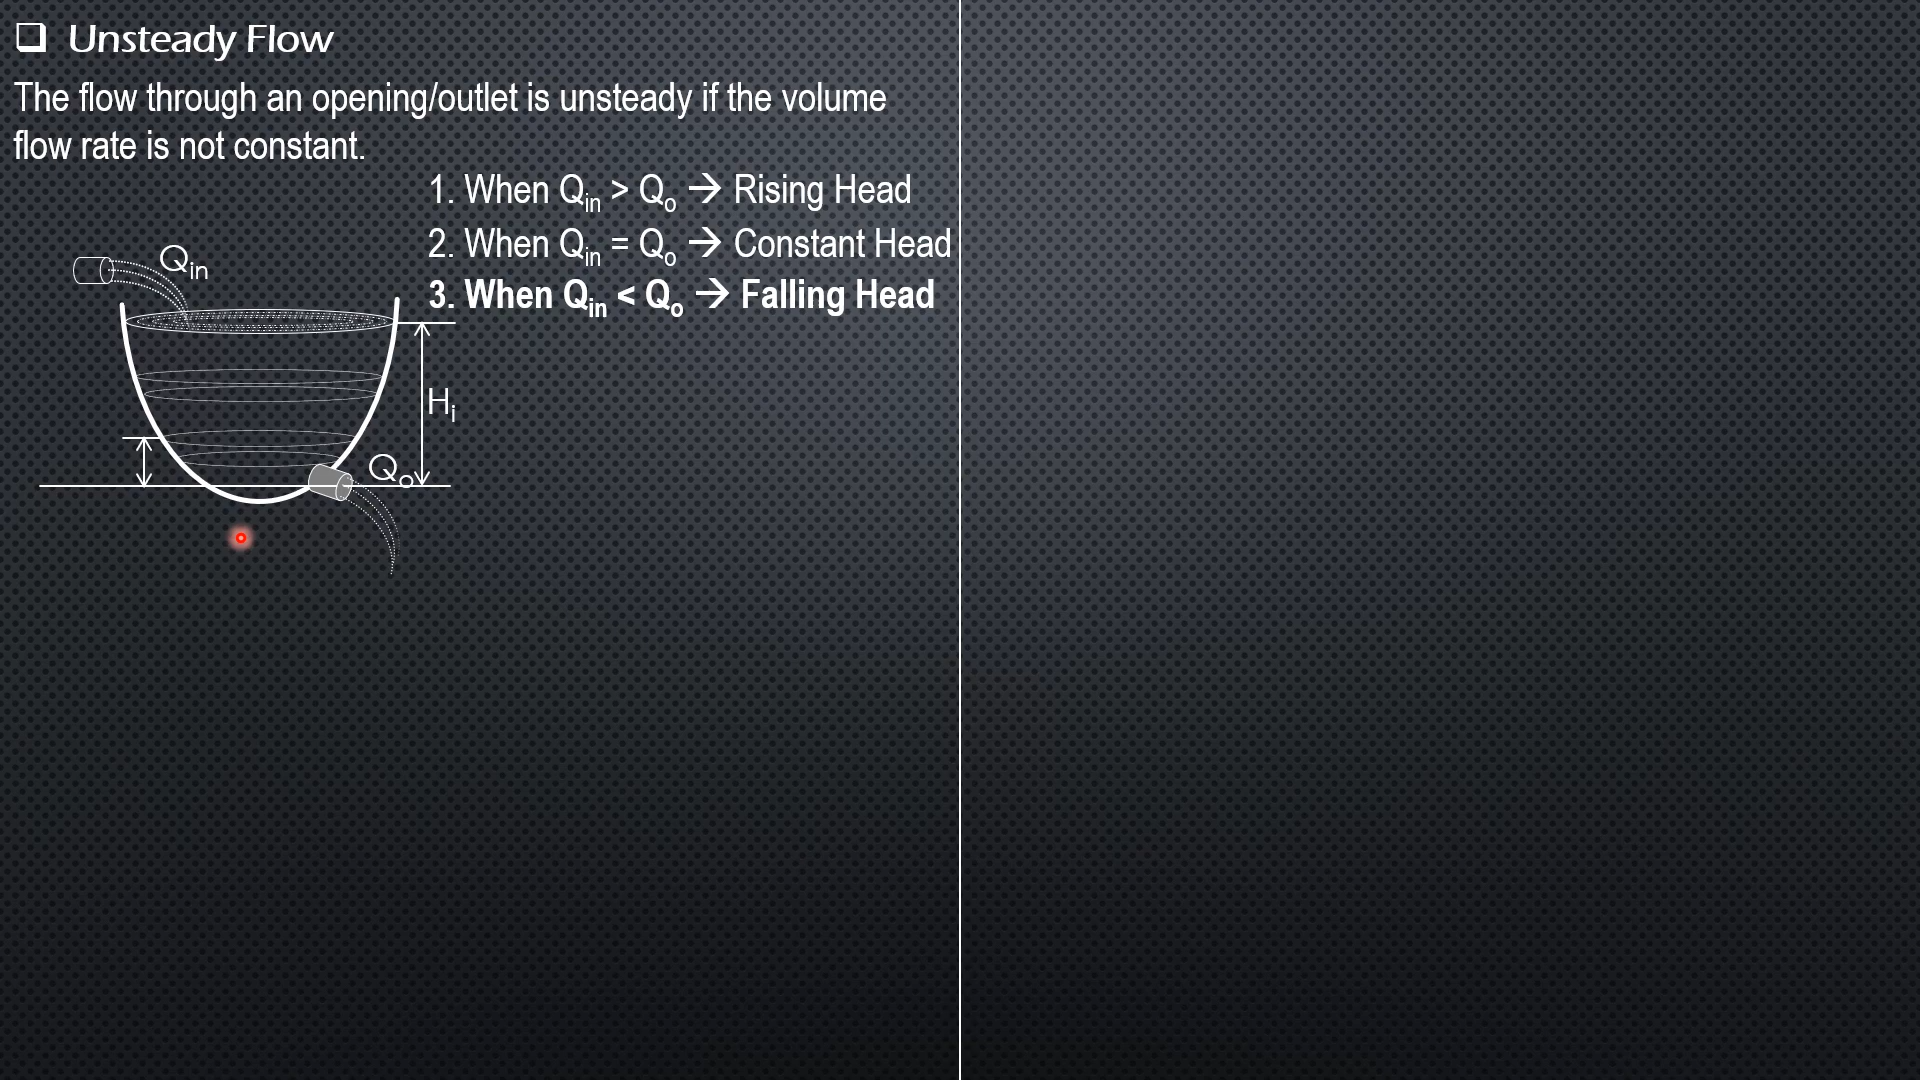 ❑ Unsteady Flow
The flow through an opening/outlet is unsteady if the volume
flow rate is not constant.
1. When Qin > Qo → Rising Head
2. When Qin = Qo → Constant Head
3. When Qin < Qo → Falling Head
Qin
Hi
Qo